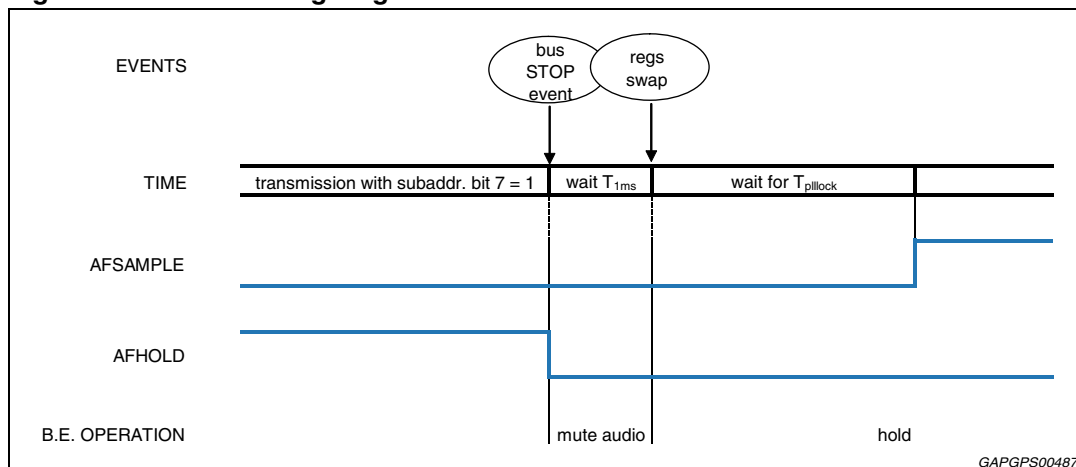 EVENTS
bus
STOP
event
regs
swap
TIME
transmission with subaddr. bit 7 = 1
wait T1ms
wait for Tplllock
AFSAMPLE
AFHOLD
B.E. OPERATION
mute audio
hold
GAPGPS00487